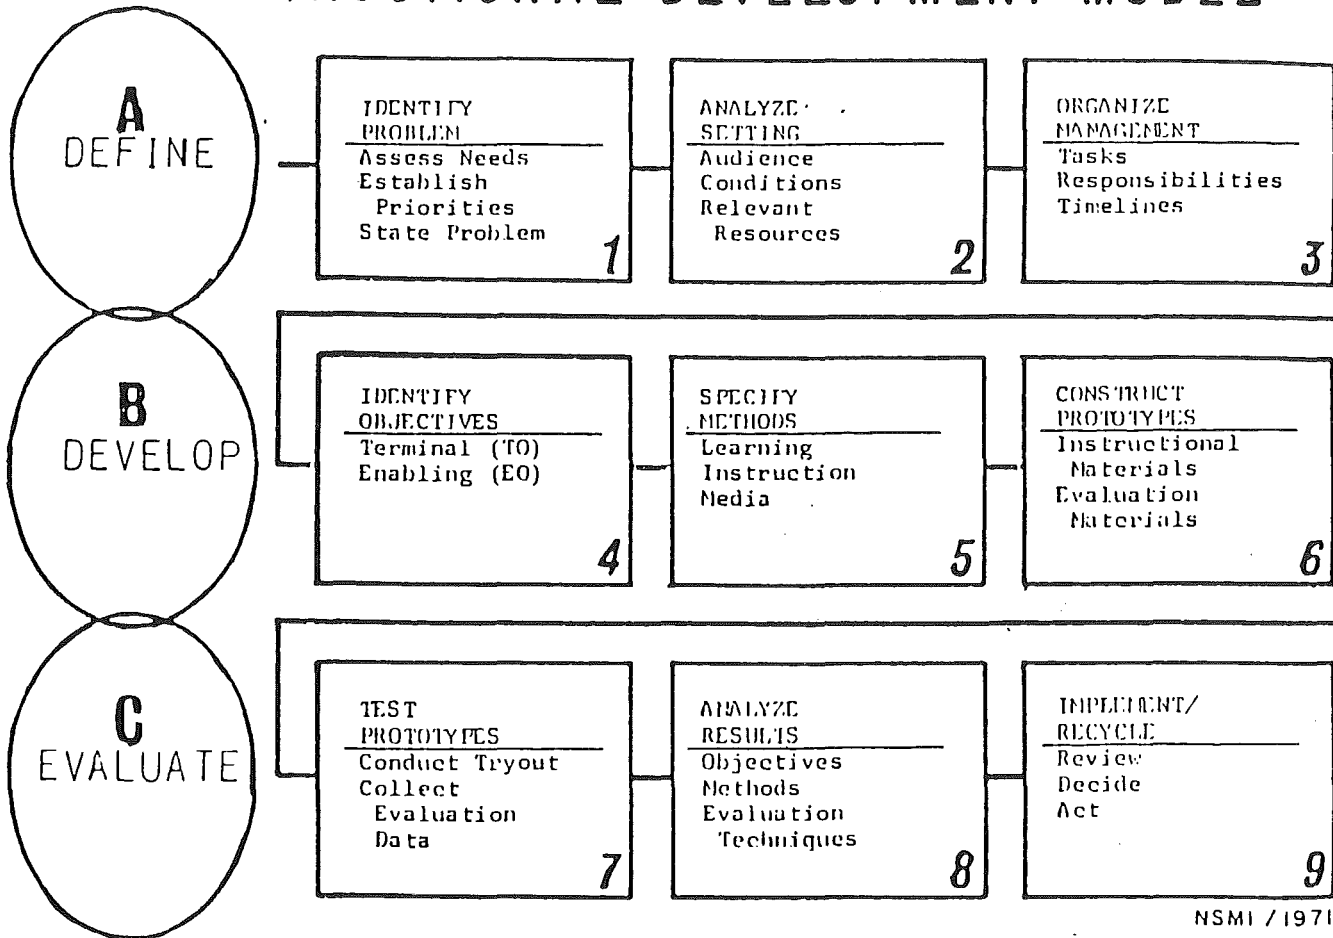 DEVELOPMENT MODEL
A
DEFINE
IDENTIFY
PROBLEM
Assess Needs
Establish
Priorities
State Problem
1
ANALYZE
SETTING
Audience
Conditions
Relevant
Resources
2
ORGANIZE
MANAGEMENT
Tasks
Responsibilities
Timelines
3
B
DEVELOP
IDENTIFY
OBJECTIVES
Terminal (TO)
Enabling (EO)
4
SPECIFY
METHODS
Learning
Instruction
Media
5
CONSTRUCT
PROTOTYPES
Instructional
Materials
Evaluation
Materials
6
C
EVALUATE
TEST
PROTOTYPES
Conduct Tryout
Collect
Evaluation
Data
7
ANALYZE
RESULTS
Objectives
Methods
Evaluation
Techniques
8
IMPLEMENT/
RECYCLE
Review
Decide
Act
9
NSMI / 1971